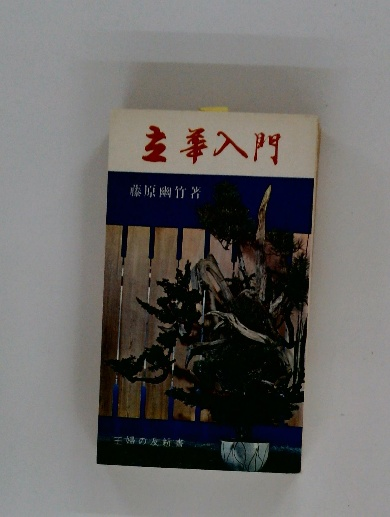 立華入門
藤原幽竹著
主婦の友新書